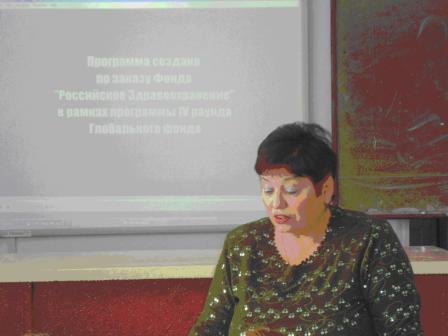 Программа создана
по заказу Фонда
"Российское Здравоохранение"
в рамках программы IV раунда
Глобального фонда